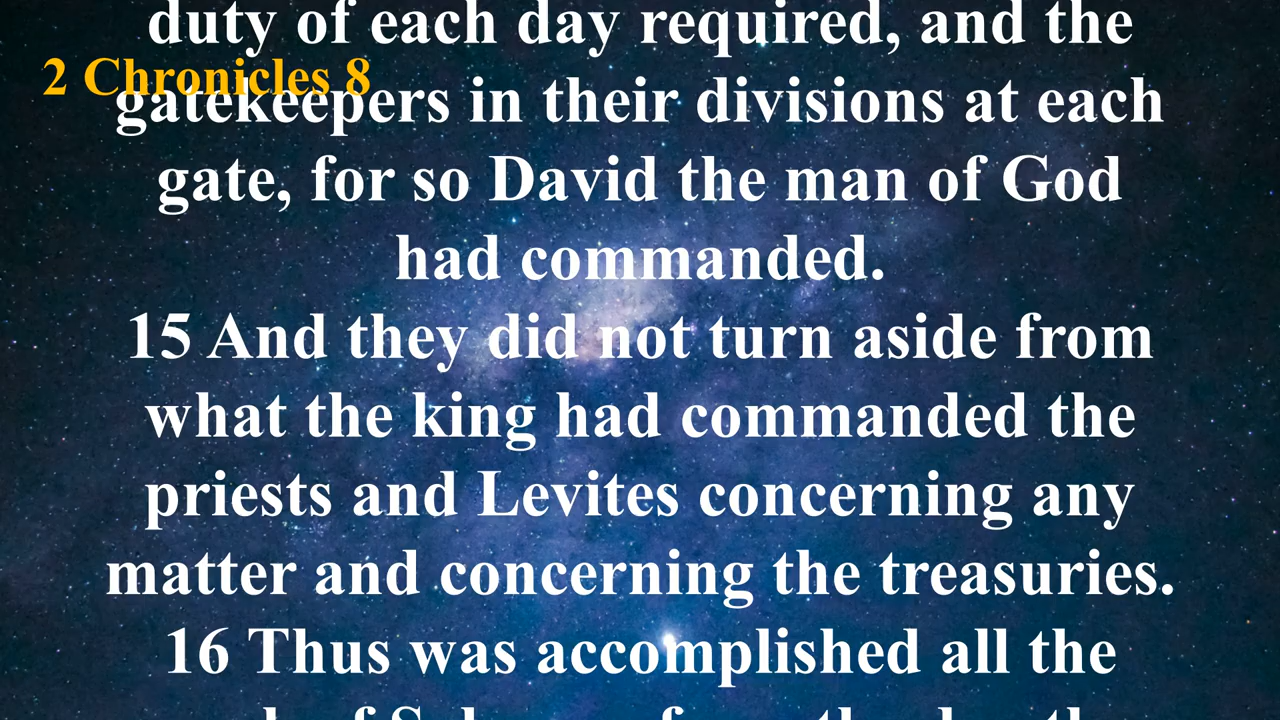 duty of each day required, and the
2 Chronicles 8
gatekeepers in their divisions at each
gate, for so David the man of God
had commanded.
15 And they did not turn aside from
what the king had commanded the
priests and Levites concerning any
matter and concerning the treasuries.
16 Thus was accomplished all the